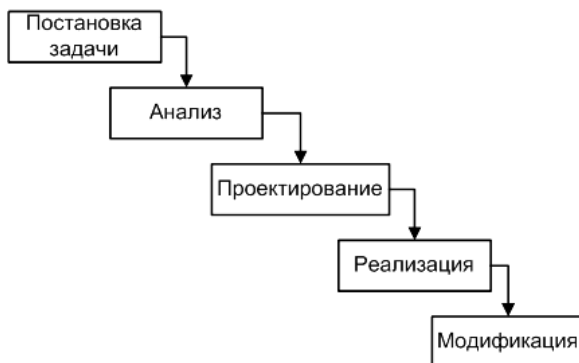 Постановка
задачи
Анализ
Проектирование
Реализация
Модификация